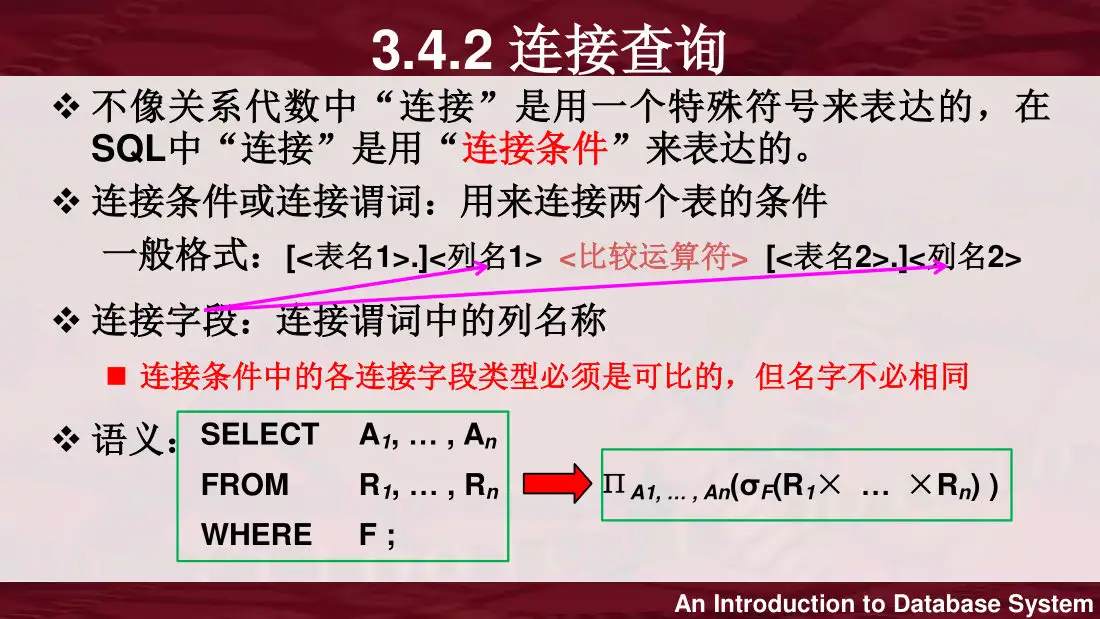 3.4.2 连接查询
❖ 不像关系代数中“连接”是用一个特殊符号来表达的，在
SQL中“连接”是用“连接条件”来表达的。
❖ 连接条件或连接谓词：用来连接两个表的条件
一般格式：[<表名1>.]<列名1> <比较运算符> [<表名2>.]<列名2>
❖ 连接字段：连接谓词中的列名称
■ 连接条件中的各连接字段类型必须是可比的，但名字不必相同
❖ 语义：
SELECT A1, … , An
FROM R1, … , Rn
WHERE F ;
Π A1, … , An(σF(R1× … ×Rn) )
An Introduction to Database System